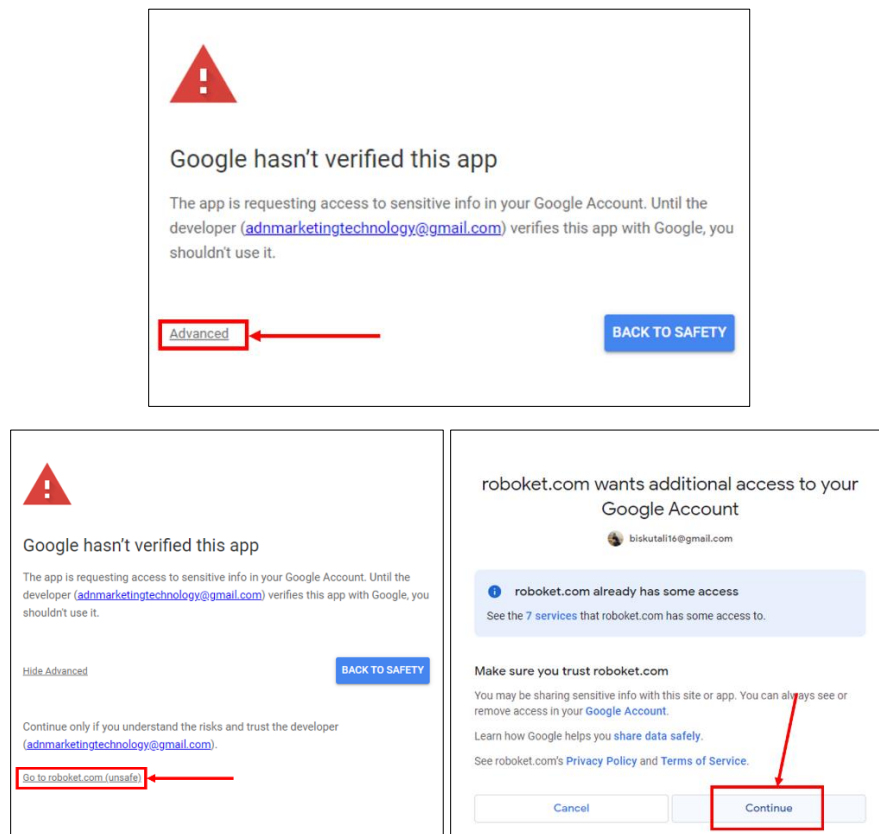 Google hasn't verified this app
The app is requesting access to sensitive info in your Google Account. Until the
developer (adnmarketingtechnology@gmail.com) verifies this app with Google, you
shouldn't use it.
Advanced
BACK TO SAFETY
Google hasn't verified this app
The app is requesting access to sensitive info in your Google Account. Until the
developer (adnmarketingtechnology@gmail.com) verifies this app with Google, you
shouldn't use it.
Hide Advanced
BACK TO SAFETY
Continue only if you understand the risks and trust the developer
(adnmarketingtechnology@gmail.com).
Go to roboket.com (unsafe)
roboket.com wants additional access to your
Google Account
biskutali16@gmail.com
roboket.com already has some access
See the 7 services that roboket.com has some access to.
Make sure you trust roboket.com
You may be sharing sensitive info with this site or app. You can always see or
remove access in your Google Account.
Learn how Google helps you share data safely.
See roboket.com's Privacy Policy and Terms of Service.
Cancel
Continue